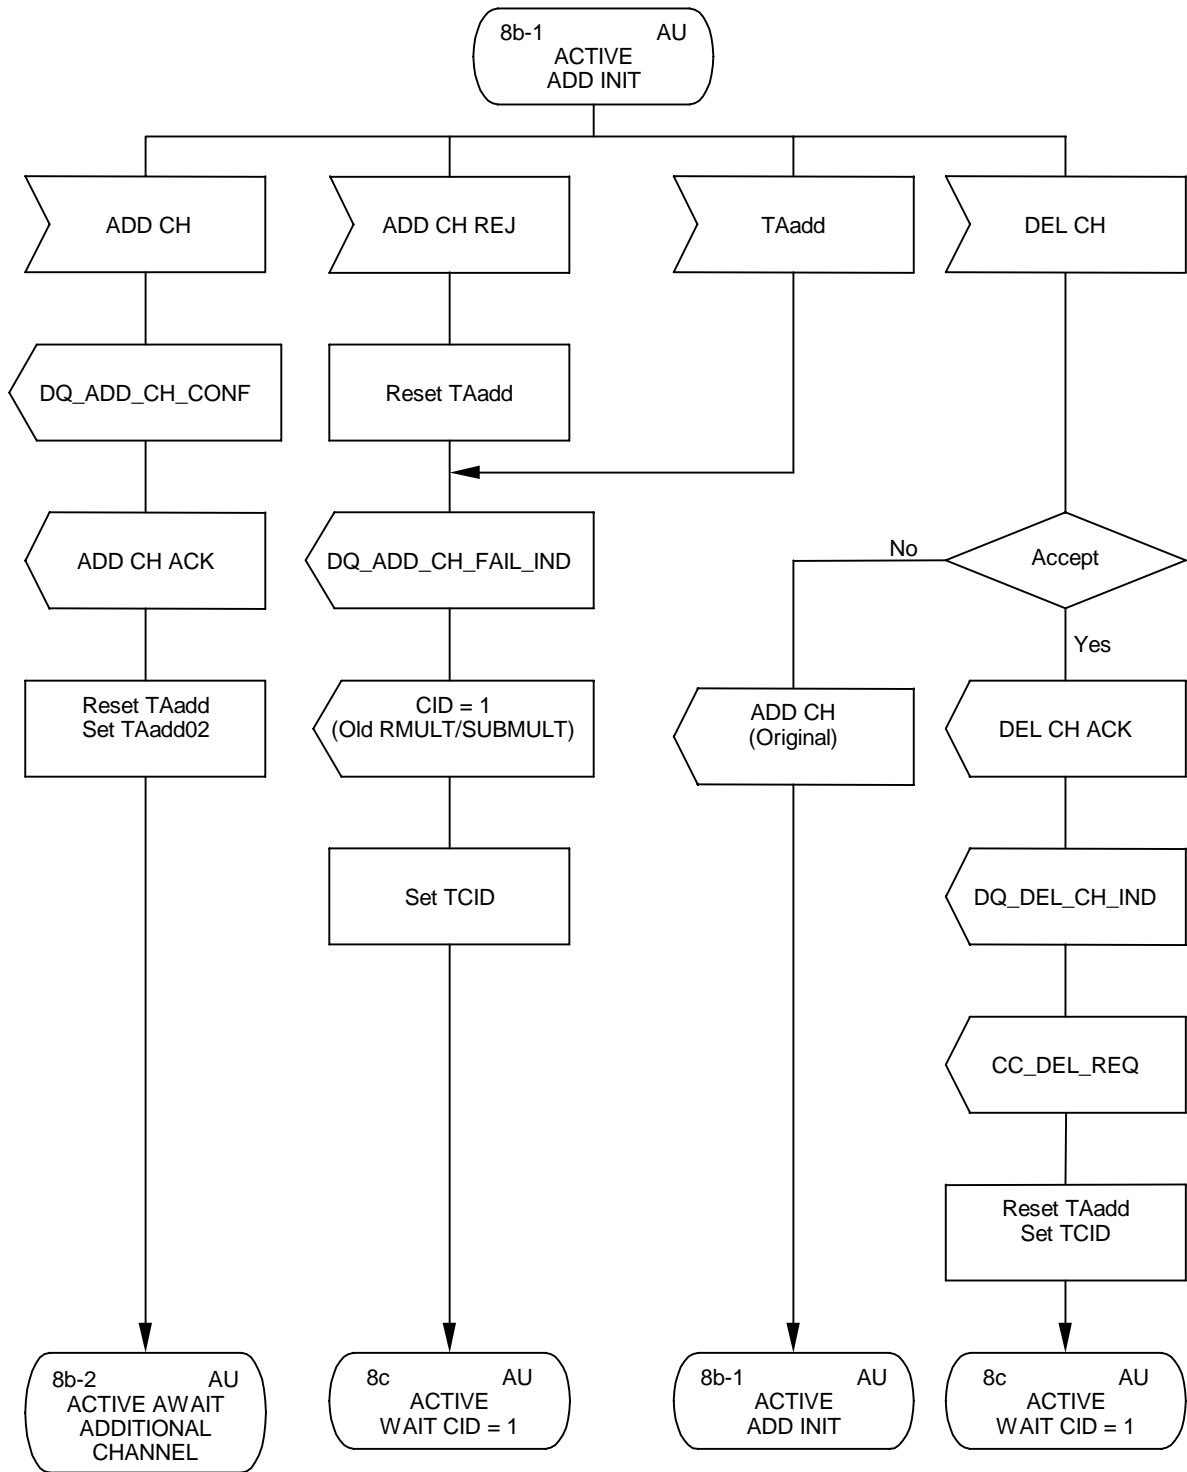 8b-1 AU
ACTIVE
ADD INIT
ADD CH
ADD CH REJ
TAadd
DEL CH
DQ_ADD_CH_CONF
Reset TAadd
ADD CH ACK
DQ_ADD_CH_FAIL_IND
No
Accept
Yes
Reset TAadd
Set TAadd02
CID = 1
(Old RMULT/SUBMULT)
ADD CH
(Original)
DEL CH ACK
Set TCID
DQ_DEL_CH_IND
CC_DEL_REQ
Reset TAadd
Set TCID
8b-2 AU
ACTIVE AWAIT
ADDITIONAL
CHANNEL
8c AU
ACTIVE
WAIT CID = 1
8b-1 AU
ACTIVE
ADD INIT
8c AU
ACTIVE
WAIT CID = 1